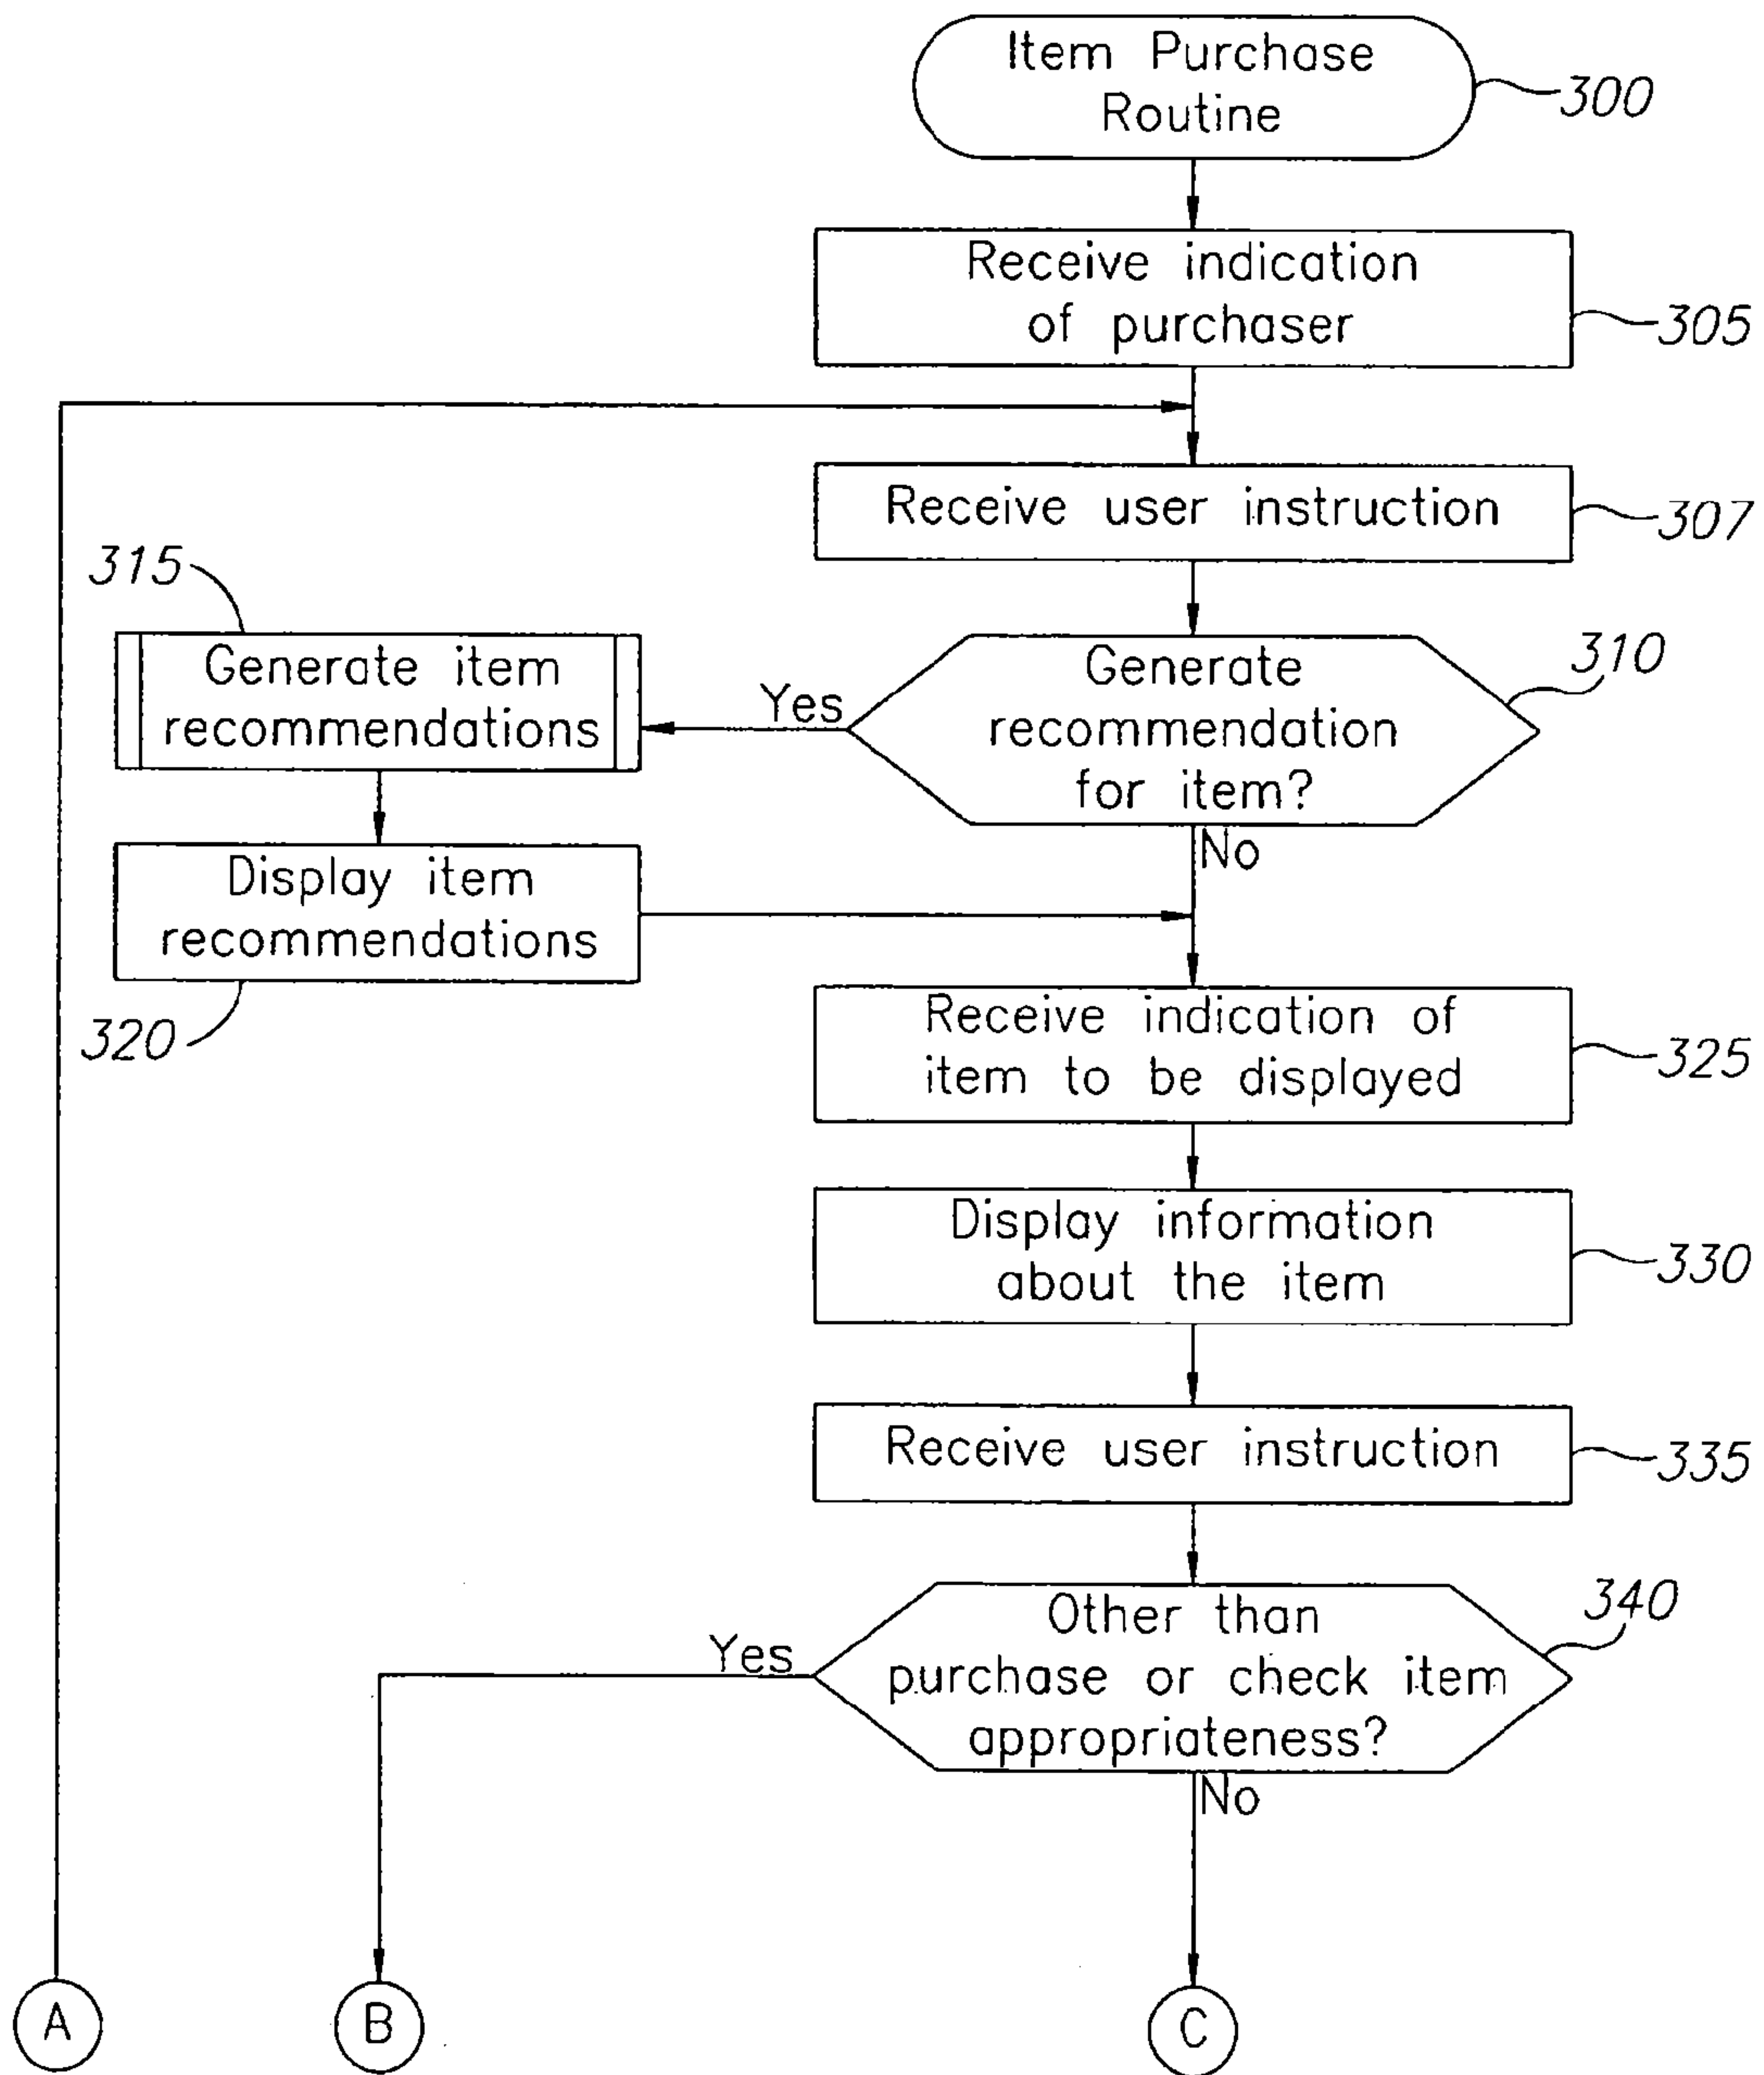 Item Purchase
Routine
300
Receive indication
of purchaser
305
Receive user instruction
307
315
Generate item
recommendations
Yes
Generate
recommendation
for item?
310
No
Display item
recommendations
320
Receive indication of
item to be displayed
325
Display information
about the item
330
Receive user instruction
335
Other than
purchase or check item
appropriateness?
340
Yes
No
A
B
C